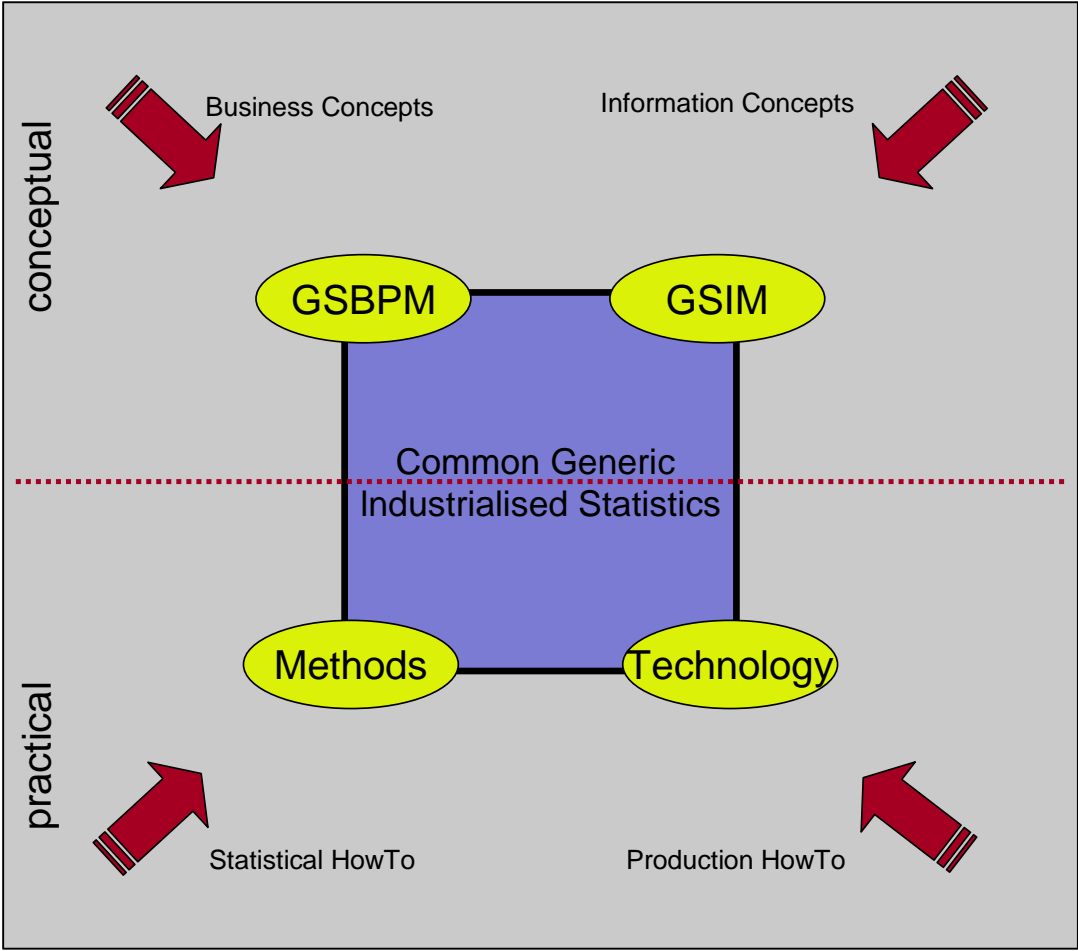 Business Concepts
Information Concepts
conceptual
GSBPM
GSIM
Common Generic
Industrialised Statistics
Methods
Technology
practical
Statistical HowTo
Production HowTo